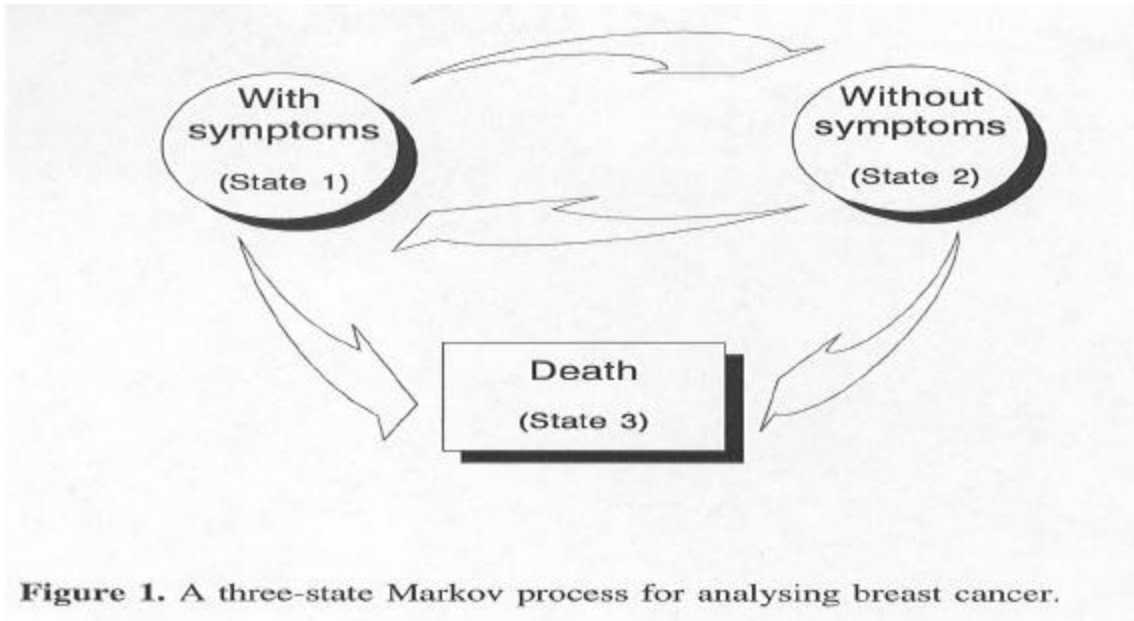 With
symptoms
(State 1)
Without
symptoms
(State 2)
Death
(State 3)
Figure 1. A three-state Markov process for analysing breast cancer.